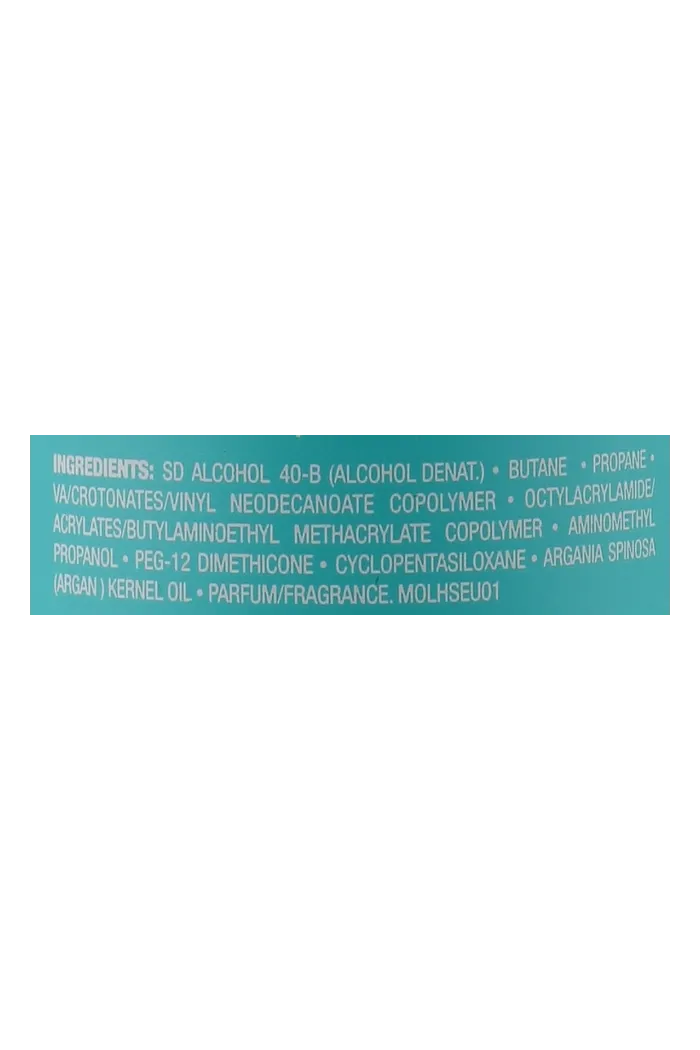 INGREDIENTS: SD ALCOHOL 40-B (ALCOHOL DENAT.) • BUTANE • PROPANE •
VA/CROTONATES/VINYL NEODECANOATE COPOLYMER • OCTYLACRYLAMIDE/
ACRYLATES/BUTYLAMINOETHYL METHACRYLATE COPOLYMER • AMINOMETHYL
PROPANOL • PEG-12 DIMETHICONE • CYCLOPENTASILOXANE • ARGANIA SPINOSA
(ARGAN ) KERNEL OIL • PARFUM/FRAGRANCE. MOLHSEU01